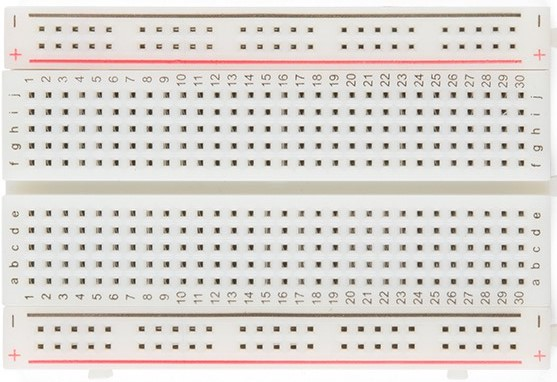 − −
+ +
1 2 3 4 5 6 7 8 9 10 11 12 13 14 15 16 17 18 19 20 21 22 23 24 25 26 27 28 29 30
j j
i i
h h
g g
f f
e e
d d
c c
b b
a a
1 2 3 4 5 6 7 8 9 10 11 12 13 14 15 16 17 18 19 20 21 22 23 24 25 26 27 28 29 30
− −
+ +